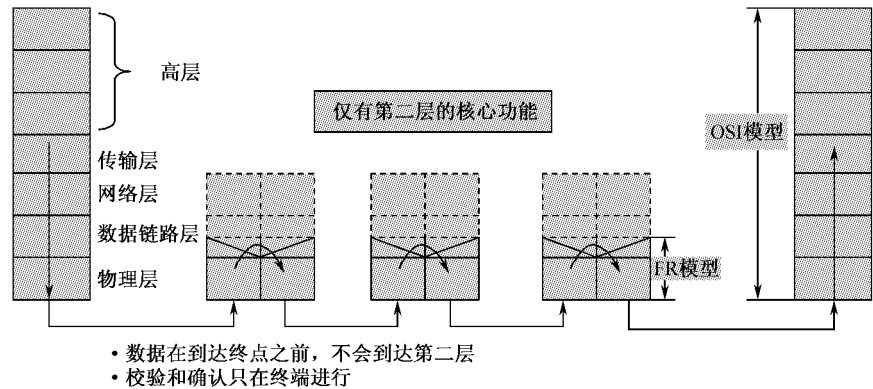 高层
仅有第二层的核心功能
OSI模型
传输层
网络层
数据链路层
物理层
FR模型
•数据在到达终点之前，不会到达第二层
•校验和确认只在终端进行